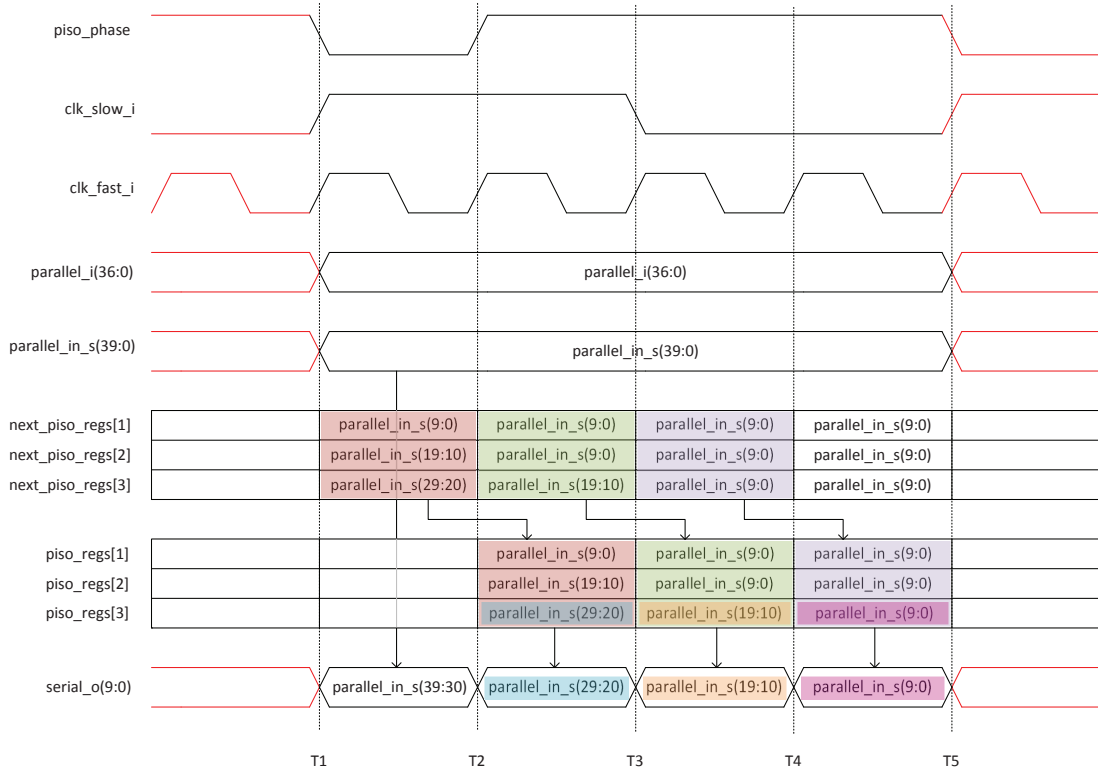 piso_phase
clk_slow_i
clk_fast_i
parallel_i(36:0) parallel_i(36:0)
parallel_in_s(39:0) parallel_in_s(39:0)
next_piso_regs[1] parallel_in_s(9:0) parallel_in_s(9:0) parallel_in_s(9:0) parallel_in_s(9:0)
next_piso_regs[2] parallel_in_s(19:10) parallel_in_s(9:0) parallel_in_s(9:0) parallel_in_s(9:0)
next_piso_regs[3] parallel_in_s(29:20) parallel_in_s(19:10) parallel_in_s(9:0) parallel_in_s(9:0)
piso_regs[1] parallel_in_s(9:0) parallel_in_s(9:0) parallel_in_s(9:0)
piso_regs[2] parallel_in_s(19:10) parallel_in_s(9:0) parallel_in_s(9:0)
piso_regs[3] parallel_in_s(29:20) parallel_in_s(19:10) parallel_in_s(9:0)
serial_o(9:0) parallel_in_s(39:30) parallel_in_s(29:20) parallel_in_s(19:10) parallel_in_s(9:0)
T1 T2 T3 T4 T5